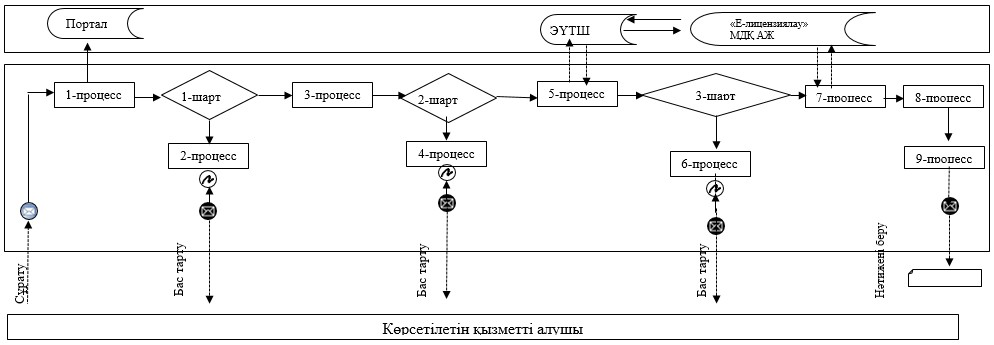 Портал
ЭҮТШ
«Е-лицензиялау»
МДҚ АЖ
1-процесс
1-шарт
3-процесс
2-шарт
5-процесс
3-шарт
7-процесс
8-процесс
2-процесс
4-процесс
6-процесс
9-процесс
Сұрату
Бас тарту
Бас тарту
Бас тарту
Нәтижені беру
Көрсетілетін қызметті алушы